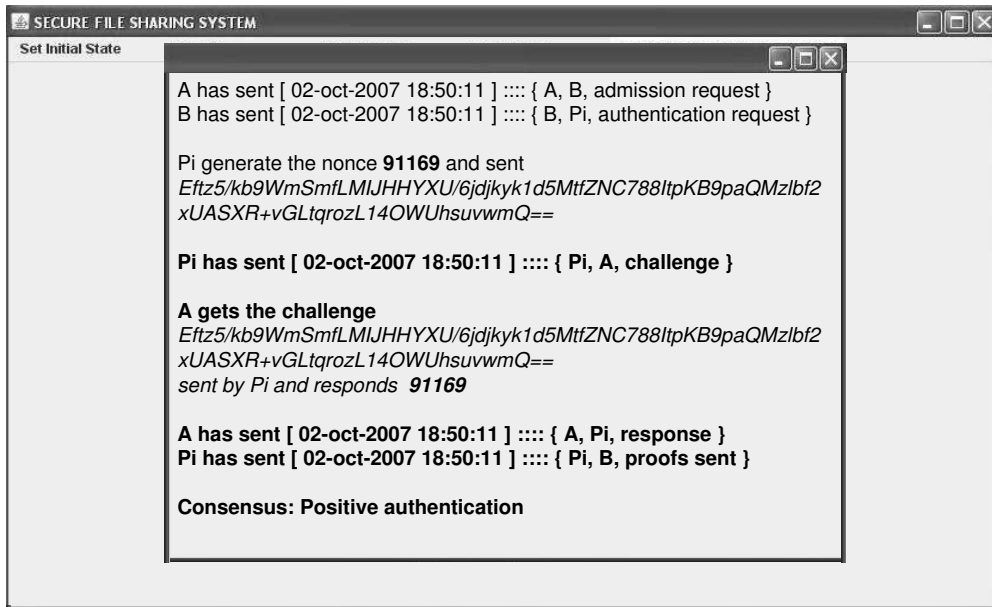 SECURE FILE SHARING SYSTEM
Set Initial State
A has sent [ 02-oct-2007 18:50:11 ] :::: { A, B, admission request }
B has sent [ 02-oct-2007 18:50:11 ] :::: { B, Pi, authentication request }
Pi generate the nonce 91169 and sent
Eftz5/kb9WmSmfLMIJHHYXU/6jdjkyk1d5MtfZNC788ItpKB9paQMzlbf2
xUASXR+vGLtqrozL14OWUhsuvwmQ==
Pi has sent [ 02-oct-2007 18:50:11 ] :::: { Pi, A, challenge }
A gets the challenge
Eftz5/kb9WmSmfLMIJHHYXU/6jdjkyk1d5MtfZNC788ItpKB9paQMzlbf2
xUASXR+vGLtqrozL14OWUhsuvwmQ==
sent by Pi and responds 91169
A has sent [ 02-oct-2007 18:50:11 ] :::: { A, Pi, response }
Pi has sent [ 02-oct-2007 18:50:11 ] :::: { Pi, B, proofs sent }
Consensus: Positive authentication